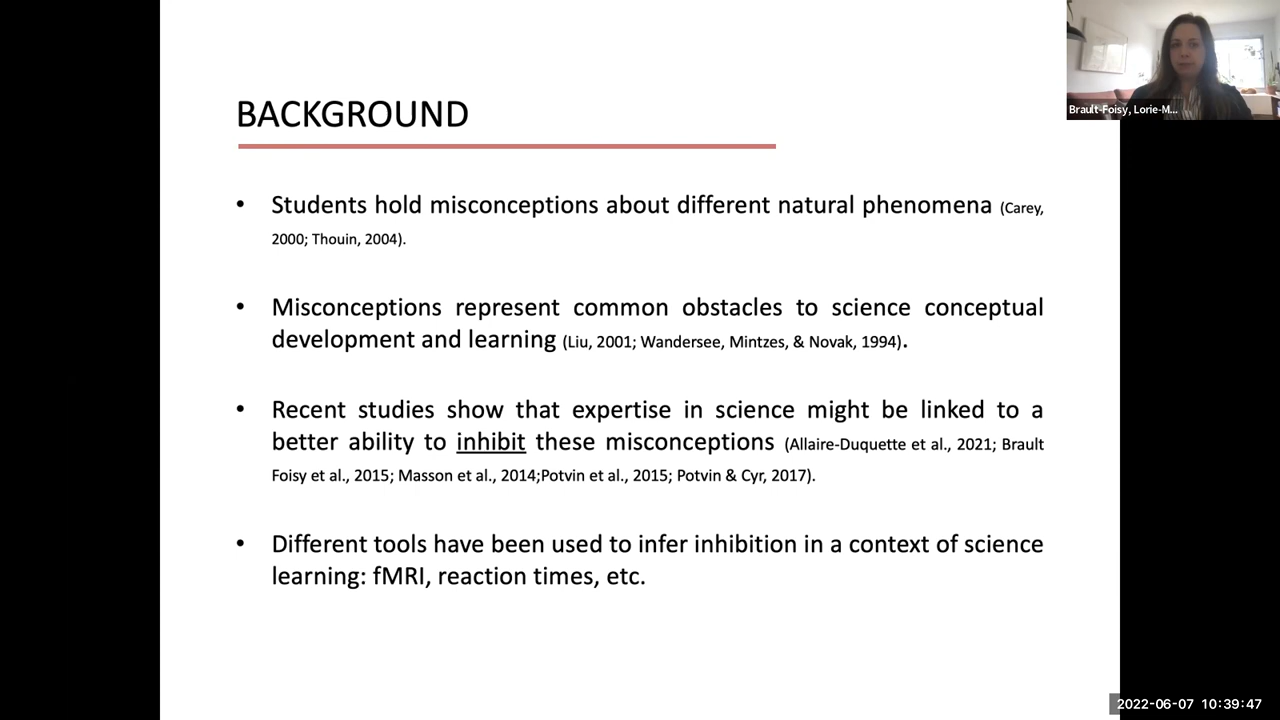 BACKGROUND
Brault-Foisy, Lorie-M...
• Students hold misconceptions about different natural phenomena (Carey,
2000; Thouin, 2004).
• Misconceptions represent common obstacles to science conceptual
development and learning (Liu, 2001; Wandersee, Mintzes, & Novak, 1994).
• Recent studies show that expertise in science might be linked to a
better ability to inhibit these misconceptions (Allaire-Duquette et al., 2021; Brault
Foisy et al., 2015; Masson et al., 2014;Potvin et al., 2015; Potvin & Cyr, 2017).
• Different tools have been used to infer inhibition in a context of science
learning: fMRI, reaction times, etc.
2022-06-07 10:39:47